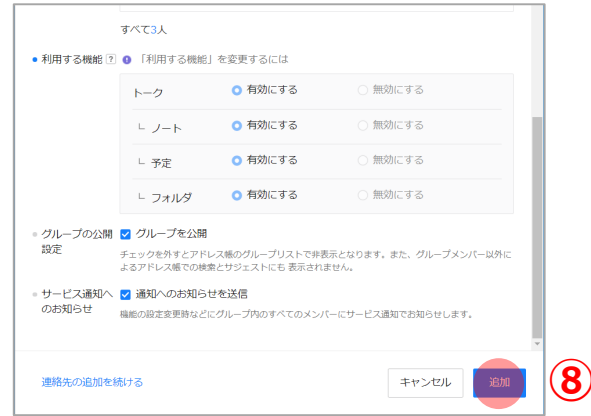 すべて3人
利用する機能 ? ! 「利用する機能」を変更するには
トーク 有効にする 無効にする
└ ノート 有効にする 無効にする
└ 予定 有効にする 無効にする
└ フォルダ 有効にする 無効にする
グループの公開 グループを公開
設定
チェックを外すとアドレス帳のグループリストで非表示となります。また、グループメンバー以外に
よるアドレス帳での検索とサジェストにも 表示されません。
サービス通知へ 通知へのお知らせを送信
のお知らせ
機能の設定変更時などにグループ内のすべてのメンバーにサービス通知でお知らせします。
連絡先の追加を続ける キャンセル 追加 ⑧